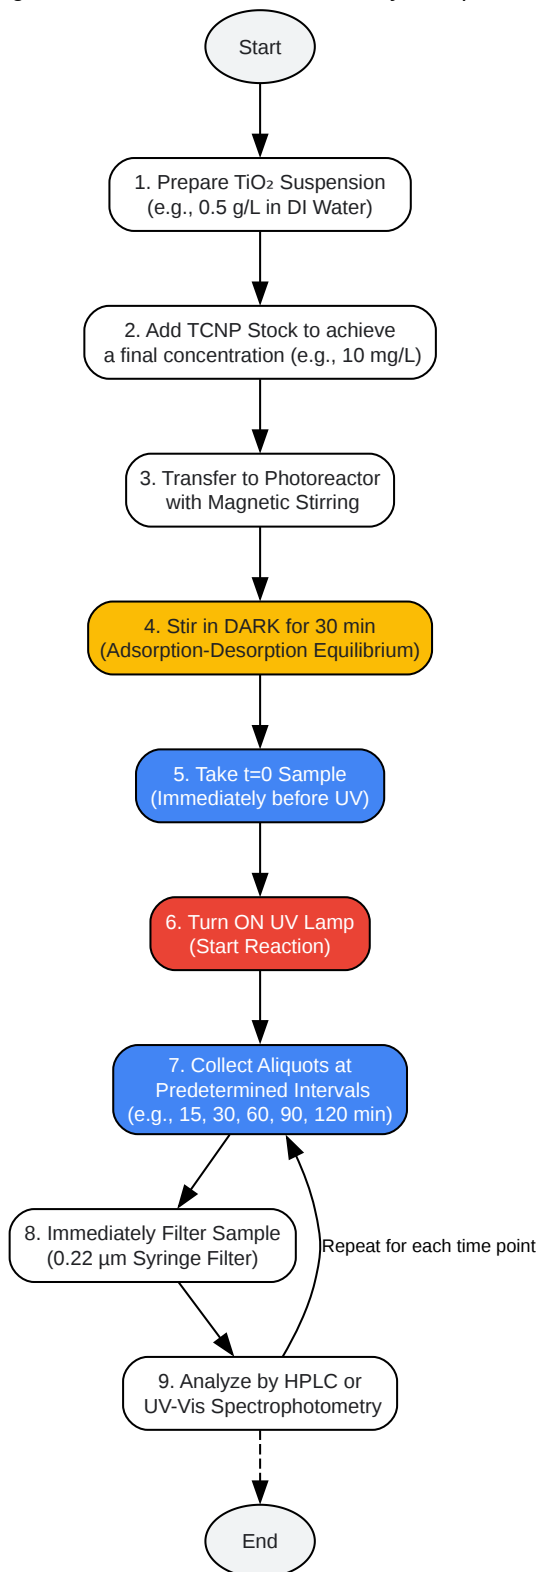 Start
1. Prepare TiO₂ Suspension
(e.g., 0.5 g/L in DI Water)
2. Add TCNP Stock to achieve
a final concentration (e.g., 10 mg/L)
3. Transfer to Photoreactor
with Magnetic Stirring
4. Stir in DARK for 30 min
(Adsorption-Desorption Equilibrium)
5. Take t=0 Sample
(Immediately before UV)
6. Turn ON UV Lamp
(Start Reaction)
7. Collect Aliquots at
Predetermined Intervals
(e.g., 15, 30, 60, 90, 120 min)
8. Immediately Filter Sample
(0.22 µm Syringe Filter)
Repeat for each time point
9. Analyze by HPLC or
UV-Vis Spectrophotometry
End